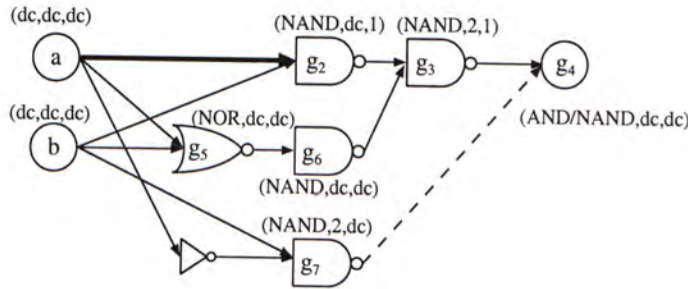 (dc,dc,dc)
(NAND,dc,1)
(NAND,2,1)
a
g2
g3
g4
(dc,dc,dc)
(NOR,dc,dc)
(AND/NAND,dc,dc)
b
g5
g6
(NAND,dc,dc)
(NAND,2,dc)
g7